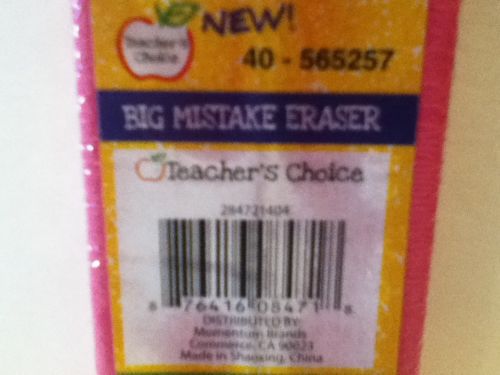 NEW!
Teacher's
Choice
40 - 565257
BIG MISTAKE ERASER
Teacher's Choice
284721404
8 76416 08471 8
DISTRIBUTED BY:
Momentum Brands
Commerce, CA 90023
Made in Shaoxing, China